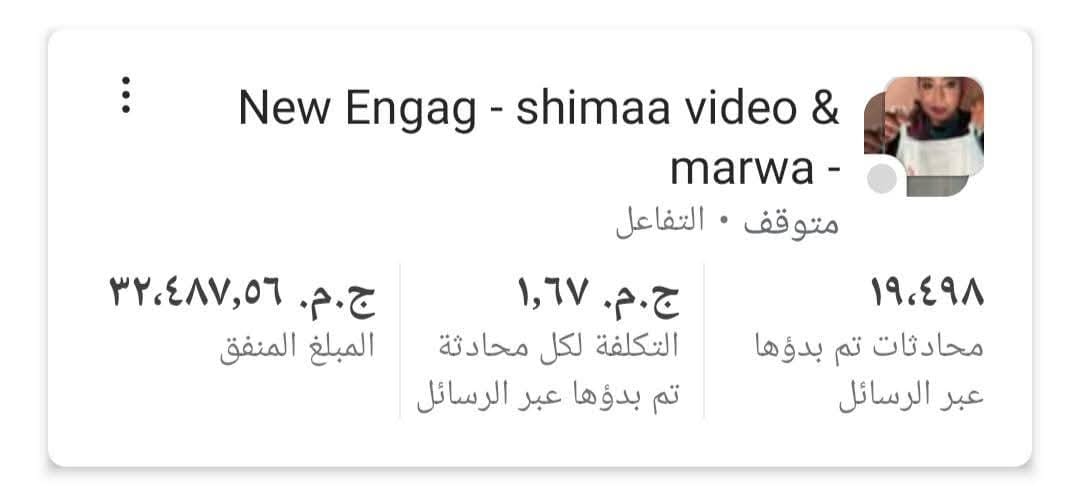 New Engag - shimaa video &
marwa -
متوقف • التفاعل
١٩،٤٩٨
محادثات تم بدؤها
عبر الرسائل
ج.م. ١,٦٧
التكلفة لكل محادثة
تم بدؤها عبر الرسائل
ج.م. ٣٢،٤٨٧,٥٦
المبلغ المنفق